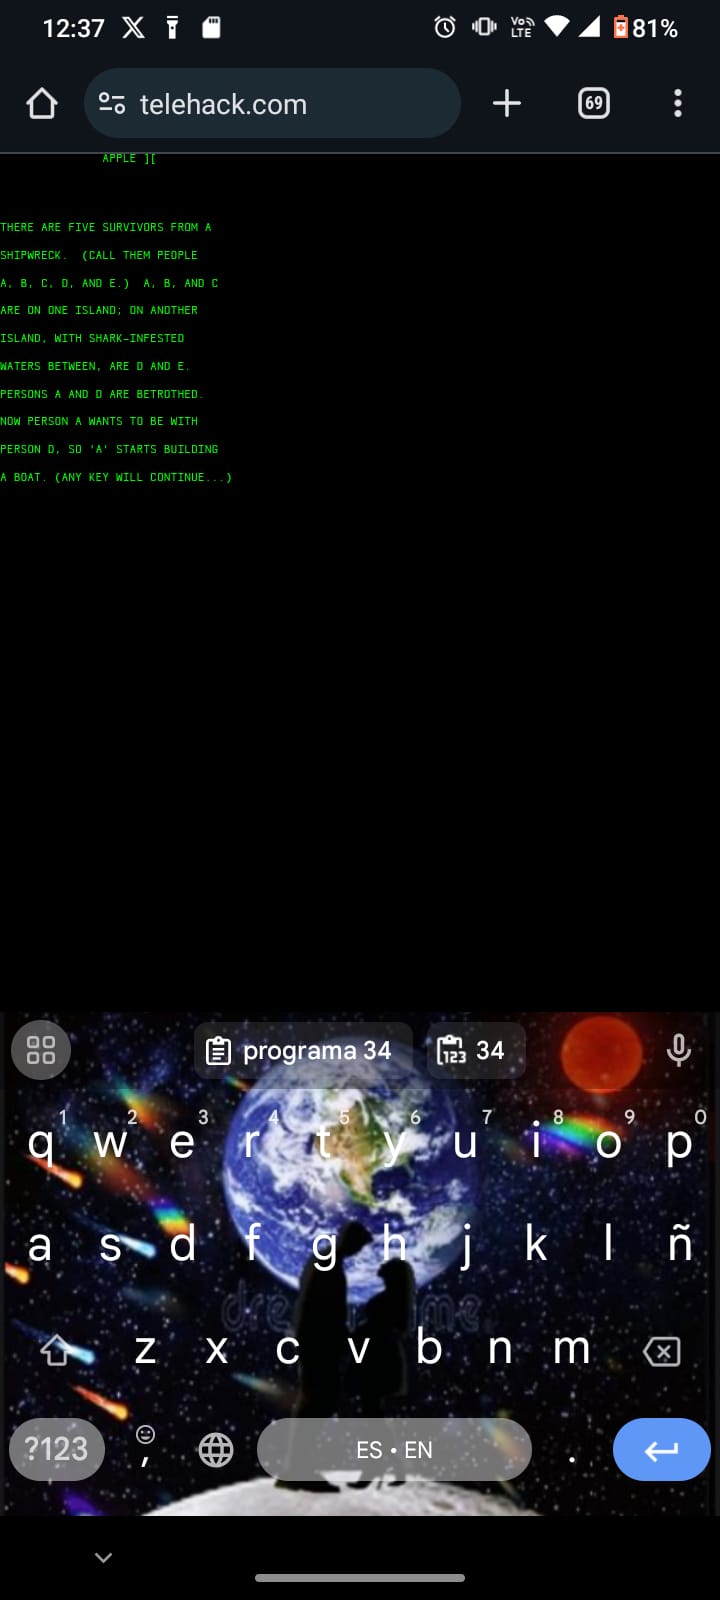 12:37
VoLTE
81%
telehack.com
69
APPLE ][
THERE ARE FIVE SURVIVORS FROM A
SHIPWRECK.  (CALL THEM PEOPLE
A, B, C, D, AND E.)  A, B, AND C
ARE ON ONE ISLAND; ON ANOTHER
ISLAND, WITH SHARK-INFESTED
WATERS BETWEEN, ARE D AND E.
PERSONS A AND D ARE BETROTHED.
NOW PERSON A WANTS TO BE WITH
PERSON D, SO 'A' STARTS BUILDING
A BOAT. (ANY KEY WILL CONTINUE...)
programa 34
123 34
1 2 3 4 5 6 7 8 9 0
q w e r t y u i o p
a s d f g h j k l ñ
z x c v b n m
?123 , ES • EN .